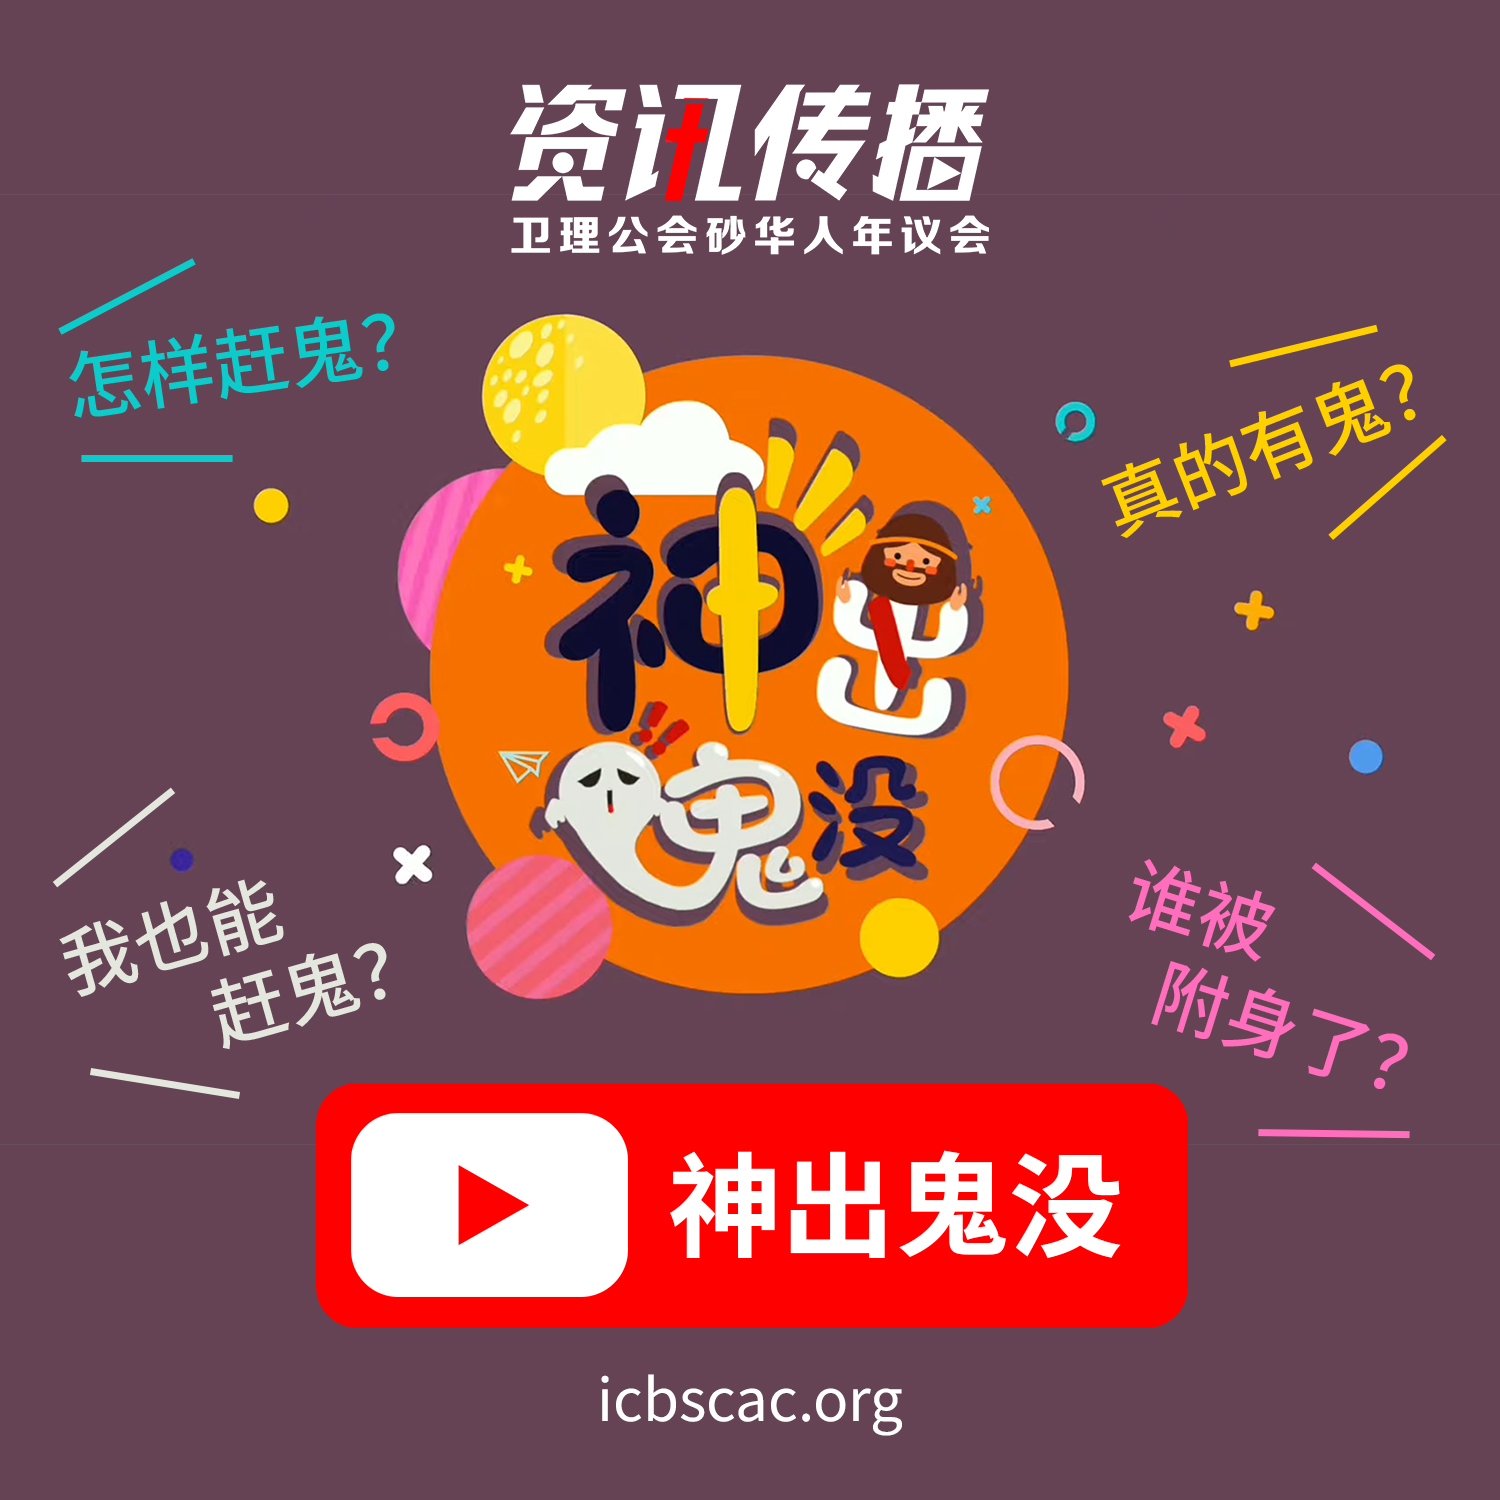 资讯传播
卫理公会砂华人年议会
怎样赶鬼？
真的有鬼？
神出
鬼没
我也能
赶鬼？
谁被
附身了？
神出鬼没
icbscac.org